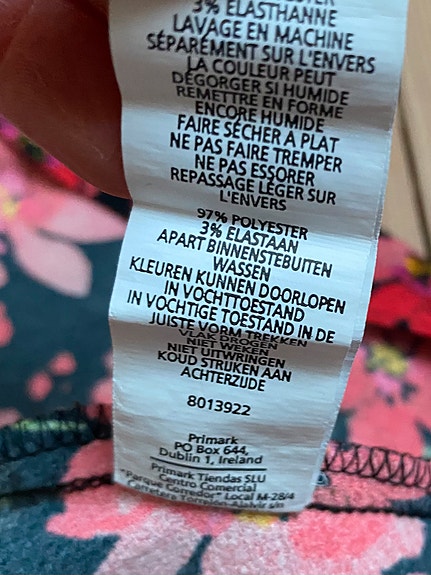 3% ELASTHANNE
LAVAGE EN MACHINE
SÉPARÉMENT SUR L'ENVERS
LA COULEUR PEUT
DÉGORGER SI HUMIDE
REMETTRE EN FORME
ENCORE HUMIDE
FAIRE SÉCHER À PLAT
NE PAS FAIRE TREMPER
NE PAS ESSORER
REPASSAGE LÉGER SUR
L'ENVERS
97% POLYESTER
3% ELASTAAN
APART BINNENSTEBUITEN
WASSEN
KLEUREN KUNNEN DOORLOPEN
IN VOCHTTOESTAND
IN VOCHTIGE TOESTAND IN DE
JUISTE VORM TREKKEN
VLAK DROGEN
NIET WEKEN
NIET UITWRINGEN
KOUD STRIJKEN AAN
ACHTERZIJDE
8013922
Primark
PO Box 644,
Dublin 1, Ireland
Primark Tiendas SLU
Centro Comercial
"Parque Corredor" Local M-28/4
Carretera Torrejón-Alalvir s/n